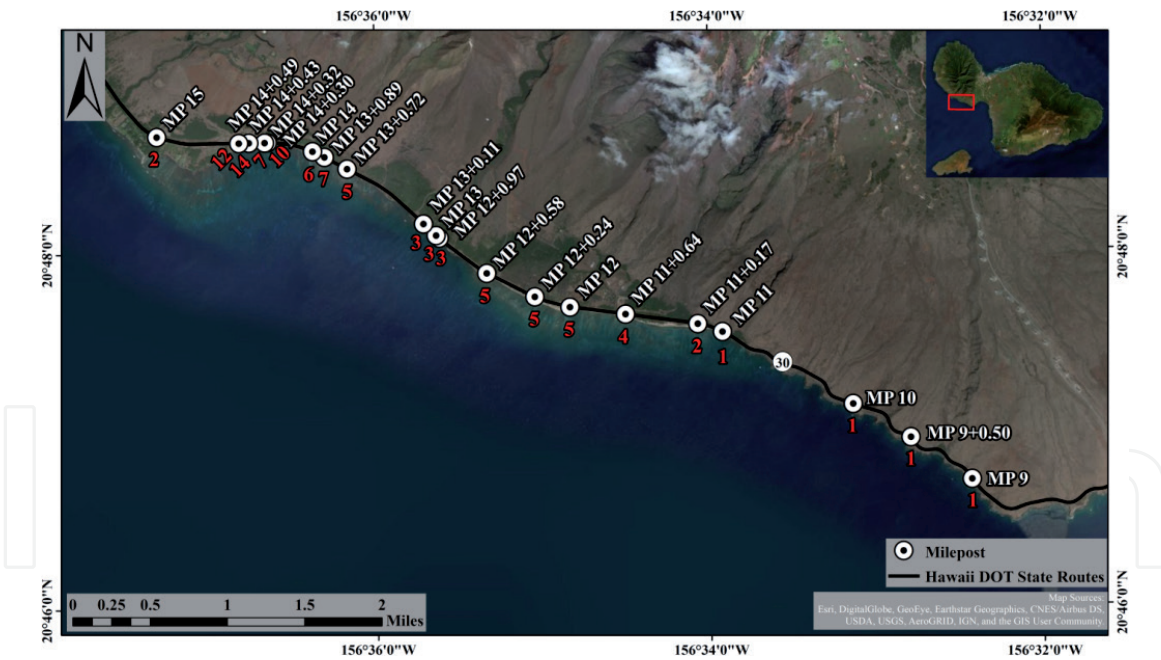 156°36'0"W 156°34'0"W 156°32'0"W
N
MP 15
2
MP 14+0.49
12
MP 14+0.43
14
MP 14+0.32
7
MP 14+0.30
10
MP 14
6
MP 13+0.89
7
MP 13+0.72
5
MP 13+0.11
3
MP 13
3
MP 12+0.97
3
MP 12+0.58
5
MP 12+0.24
5
MP 12
5
MP 11+0.64
4
MP 11+0.17
2
MP 11
1
30
MP 10
1
MP 9+0.50
1
MP 9
1
20°48'0"N
20°48'0"N
20°46'0"N
20°46'0"N
Milepost
Hawaii DOT State Routes
Map Sources:
Esri, DigitalGlobe, GeoEye, Earthstar Geographics, CNES/Airbus DS,
USDA, USGS, AeroGRID, IGN, and the GIS User Community.
0 0.25 0.5 1 1.5 2
Miles
156°36'0"W 156°34'0"W 156°32'0"W